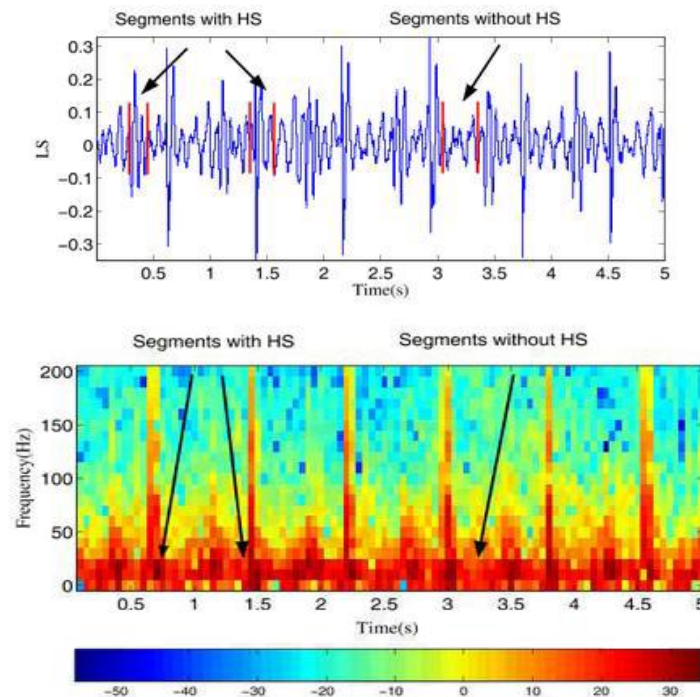 Segments with HS Segments without HS
0.3
0.2
0.1
0
−0.1
−0.2
−0.3
LS
0.5 1 1.5 2 2.5 3 3.5 4 4.5 5
Time(s)
Segments with HS Segments without HS
200
150
100
50
0
Frequency(Hz)
0.5 1 1.5 2 2.5 3 3.5 4 4.5 5
Time(s)
−50 −40 −30 −20 −10 0 10 20 30